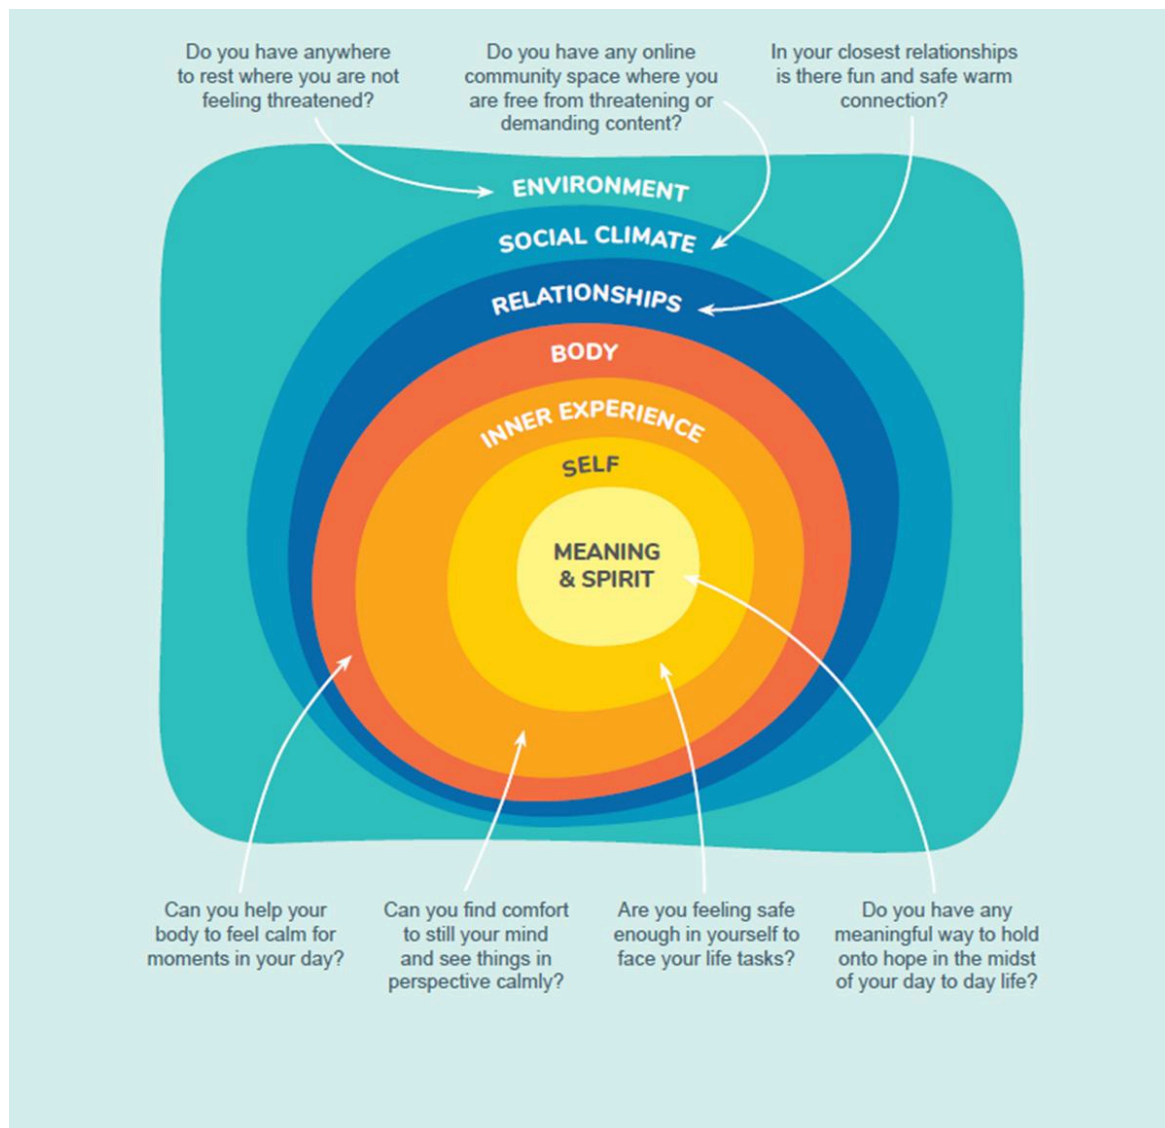 Do you have anywhere
to rest where you are not
feeling threatened?
Do you have any online
community space where you
are free from threatening or
demanding content?
In your closest relationships
is there fun and safe warm
connection?
ENVIRONMENT
SOCIAL CLIMATE
RELATIONSHIPS
BODY
INNER EXPERIENCE
SELF
MEANING
& SPIRIT
Can you help your
body to feel calm for
moments in your day?
Can you find comfort
to still your mind
and see things in
perspective calmly?
Are you feeling safe
enough in yourself to
face your life tasks?
Do you have any
meaningful way to hold
onto hope in the midst
of your day to day life?